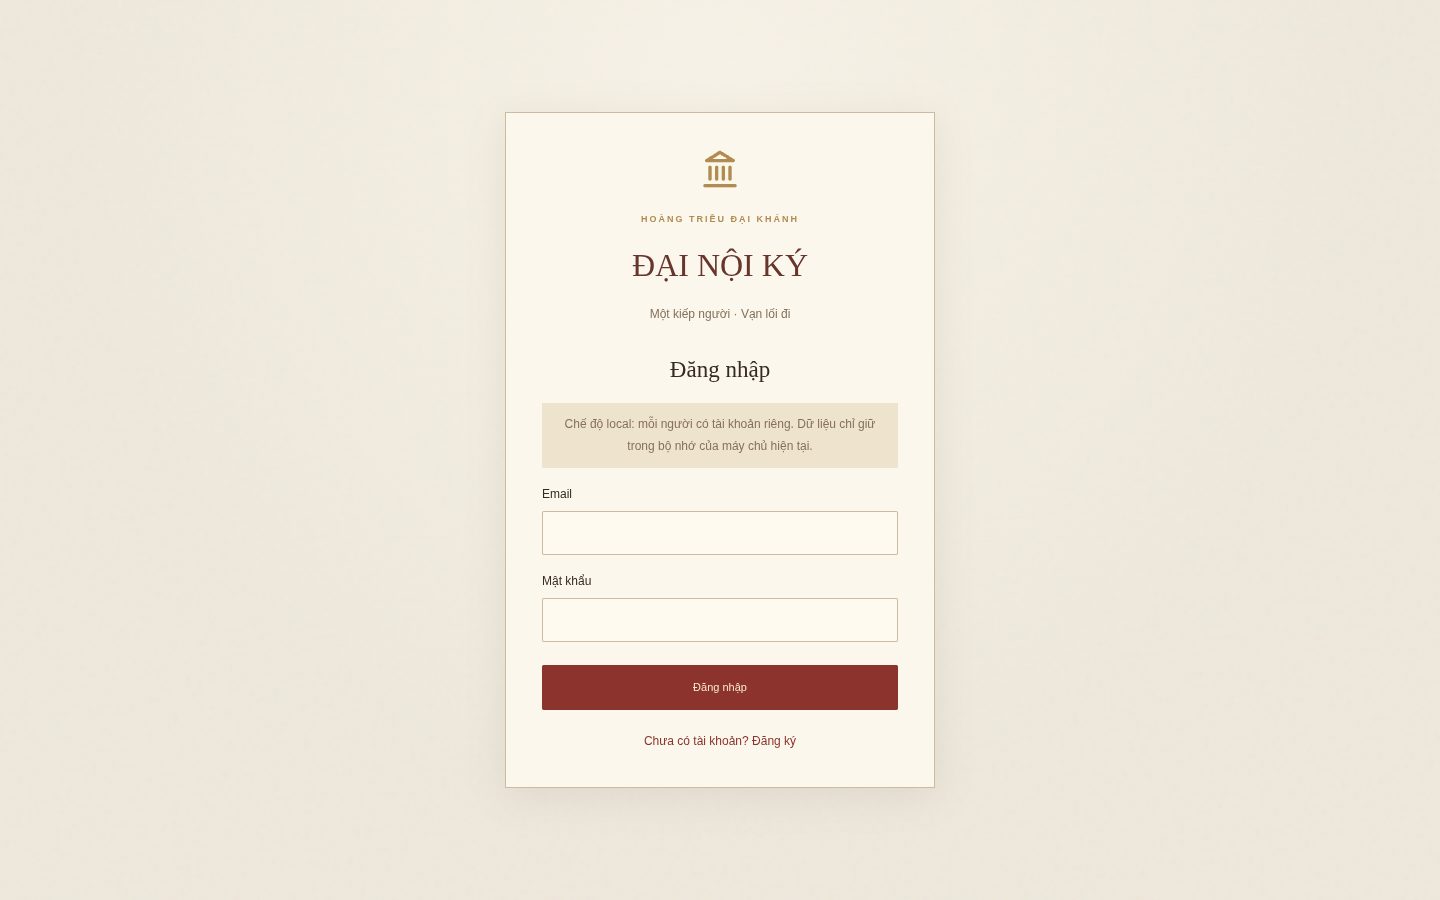 HOÀNG TRIỀU ĐẠI KHÁNH
ĐẠI NỘI KÝ
Một kiếp người · Vạn lối đi
Đăng nhập
Chế độ local: mỗi người có tài khoản riêng. Dữ liệu chỉ giữ
trong bộ nhớ của máy chủ hiện tại.
Email
Mật khẩu
Đăng nhập
Chưa có tài khoản? Đăng ký